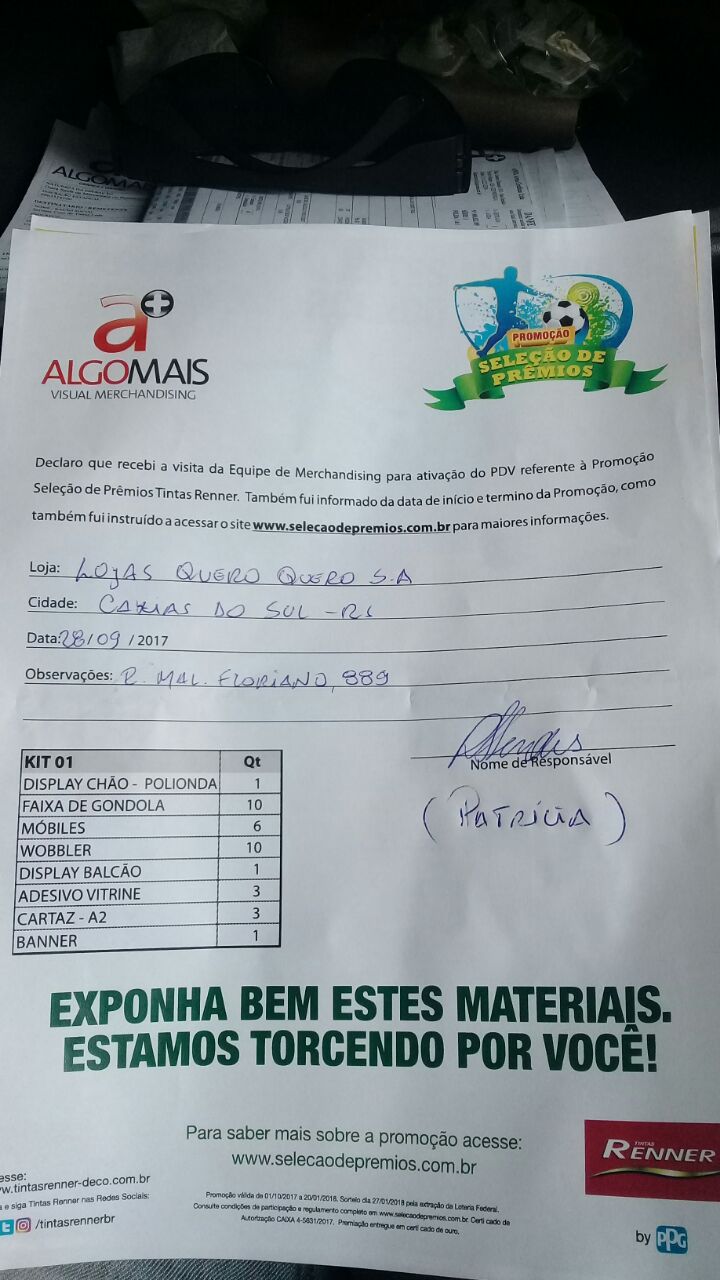 ALGOMAIS
a+
ALGOMAIS
VISUAL MERCHANDISING
PROMOÇÃO
SELEÇÃO DE
PRÊMIOS
Declaro que recebi a visita da Equipe de Merchandising para ativação do PDV referente à Promoção
Seleção de Prêmios Tintas Renner. Também fui informado da data de início e termino da Promoção, como
também fui instruído a acessar o site www.selecaodepremios.com.br para maiores informações.
Loja: LOJAS QUERO QUERO S.A
Cidade: CAXIAS DO SUL - RS
Data: 28/09 / 2017
Observações: R. MAL. FLORIANO, 889
Nome de Responsável
(PATRÍCIA)
KIT 01 Qt
DISPLAY CHÃO - POLIONDA 1
FAIXA DE GONDOLA 10
MÓBILES 6
WOBBLER 10
DISPLAY BALCÃO 1
ADESIVO VITRINE 3
CARTAZ - A2 3
BANNER 1
EXPONHA BEM ESTES MATERIAIS.
ESTAMOS TORCENDO POR VOCÊ!
Para saber mais sobre a promoção acesse:
www.selecaodepremios.com.br
TINTAS
RENNER
by PPG
esse:
w.tintasrenner-deco.com.br
a e siga Tintas Renner nas Redes Sociais:
/tintasrennerbr
Promoção válida de 01/10/2017 a 20/01/2018. Sorteio dia 27/01/2018 pela extração da Loteria Federal.
Consulte condições de participação e regulamento completo em www.selecaodepremios.com.br. Certi cado de
Autorização CAIXA 4-5831/2017. Premiação entregue em certi cado de ouro.